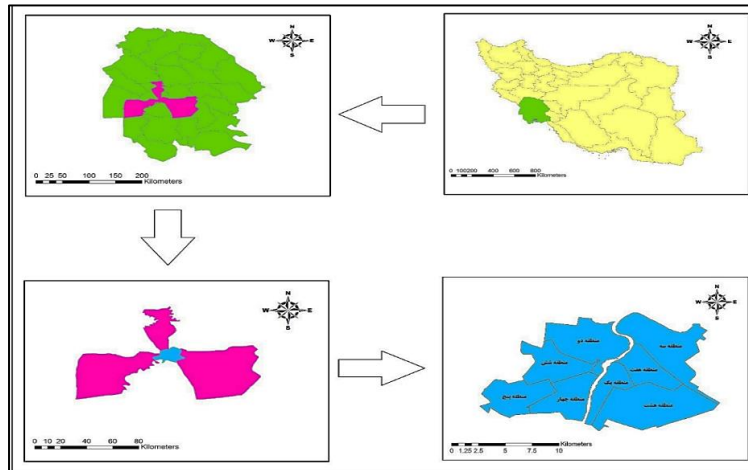 N
W E
S
0 25 50 100 150 200
Kilometers
N
W E
S
0 100200 400 600 800
Kilometers
N
W E
S
0 10 20 40 60 80
Kilometers
N
W E
S
منطقه دو
منطقه سه
منطقه شش
منطقه هفت
منطقه یک
منطقه پنج
منطقه چهار
منطقه هشت
0 1.25 2.5 5 7.5 10
Kilometers